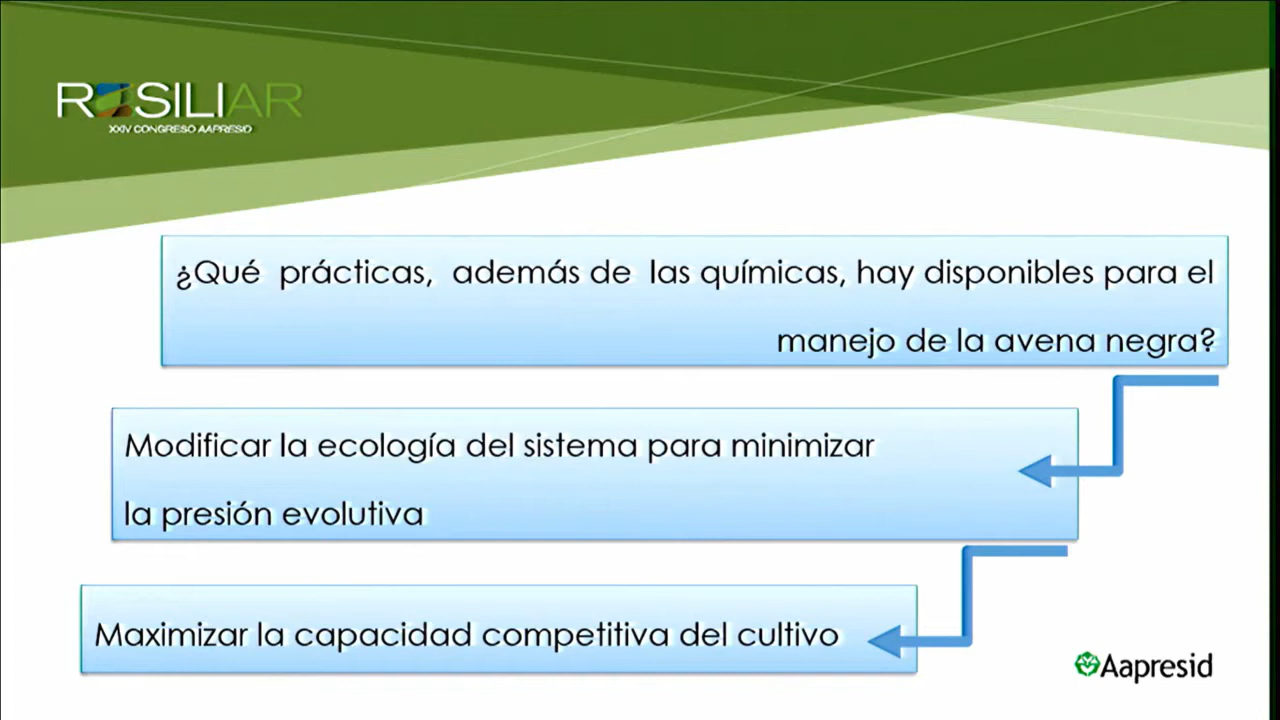 RESILIAR
XXIV CONGRESO AAPRESID
¿Qué prácticas, además de las químicas, hay disponibles para el
manejo de la avena negra?
Modificar la ecología del sistema para minimizar
la presión evolutiva
Maximizar la capacidad competitiva del cultivo
Aapresid